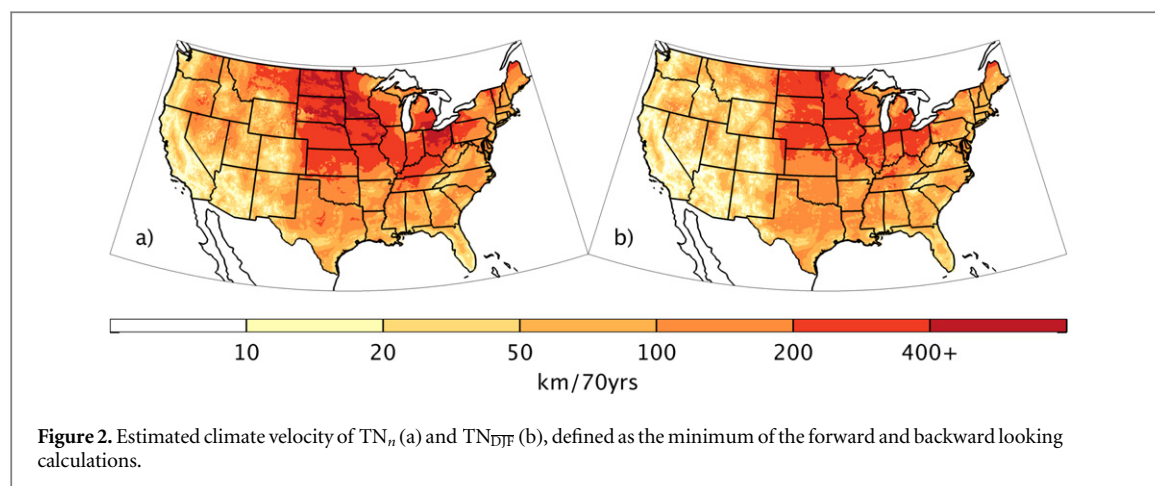 a)
b)
10 20 50 100 200 400+
km/70yrs
Figure 2. Estimated climate velocity of TNₙ (a) and TN_D̅J̅F̅ (b), defined as the minimum of the forward and backward looking
calculations.